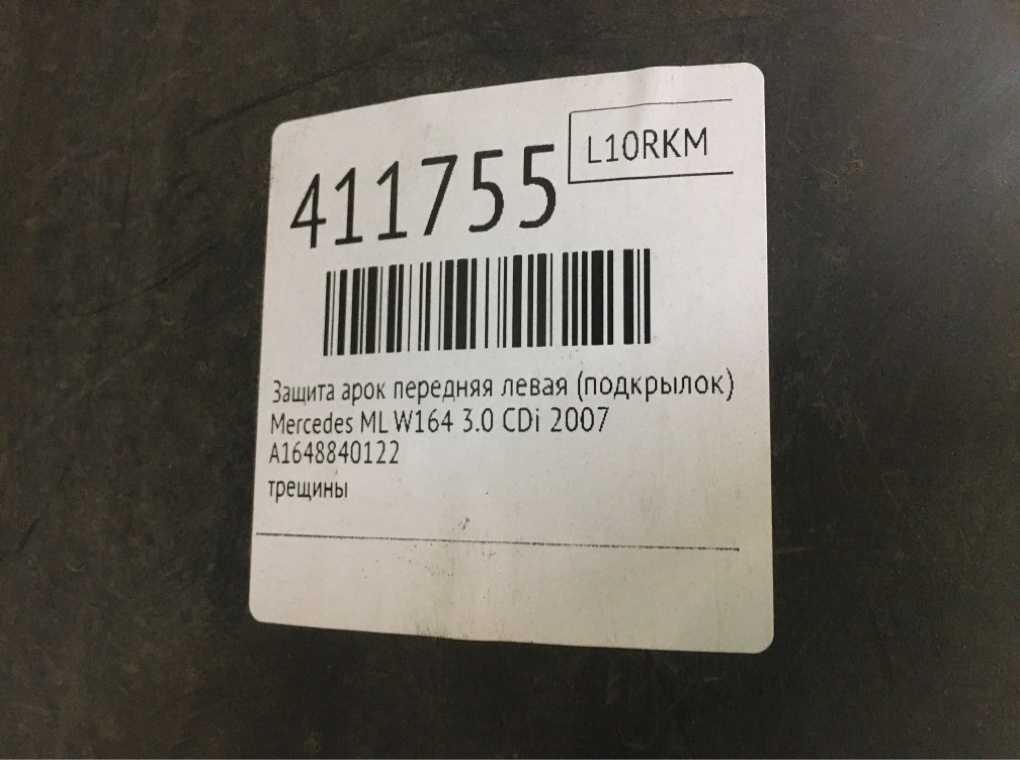 411755
L10RKM
Защита арок передняя левая (подкрылок)
Mercedes ML W164 3.0 CDi 2007
A1648840122
трещины